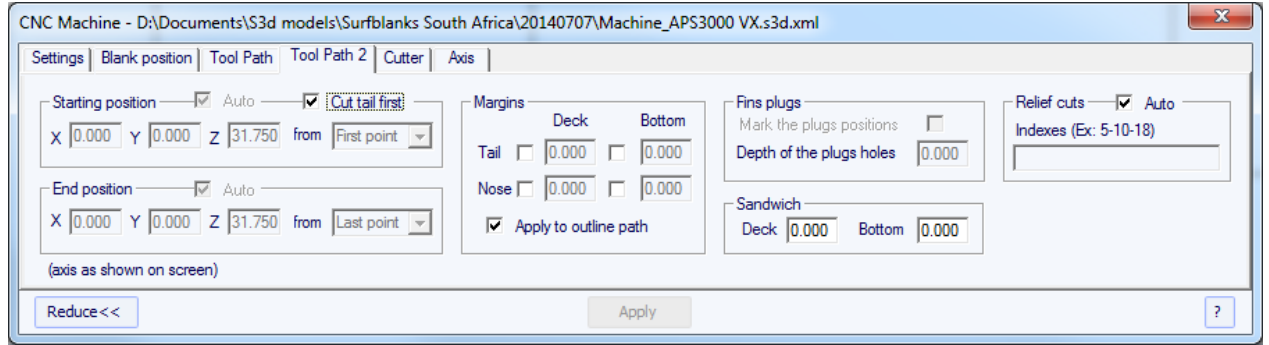 CNC Machine - D:\Documents\S3d models\Surfblanks South Africa\20140707\Machine_APS3000 VX.s3d.xml
x
Settings Blank position Tool Path Tool Path 2 Cutter Axis
Starting position Auto Cut tail first
X 0.000 Y 0.000 Z 31.750 from First point
End position Auto
X 0.000 Y 0.000 Z 31.750 from Last point
(axis as shown on screen)
Margins
Deck Bottom
Tail 0.000 0.000
Nose 0.000 0.000
Apply to outline path
Fins plugs
Mark the plugs positions
Depth of the plugs holes 0.000
Sandwich
Deck 0.000 Bottom 0.000
Relief cuts Auto
Indexes (Ex: 5-10-18)
Reduce<< Apply ?